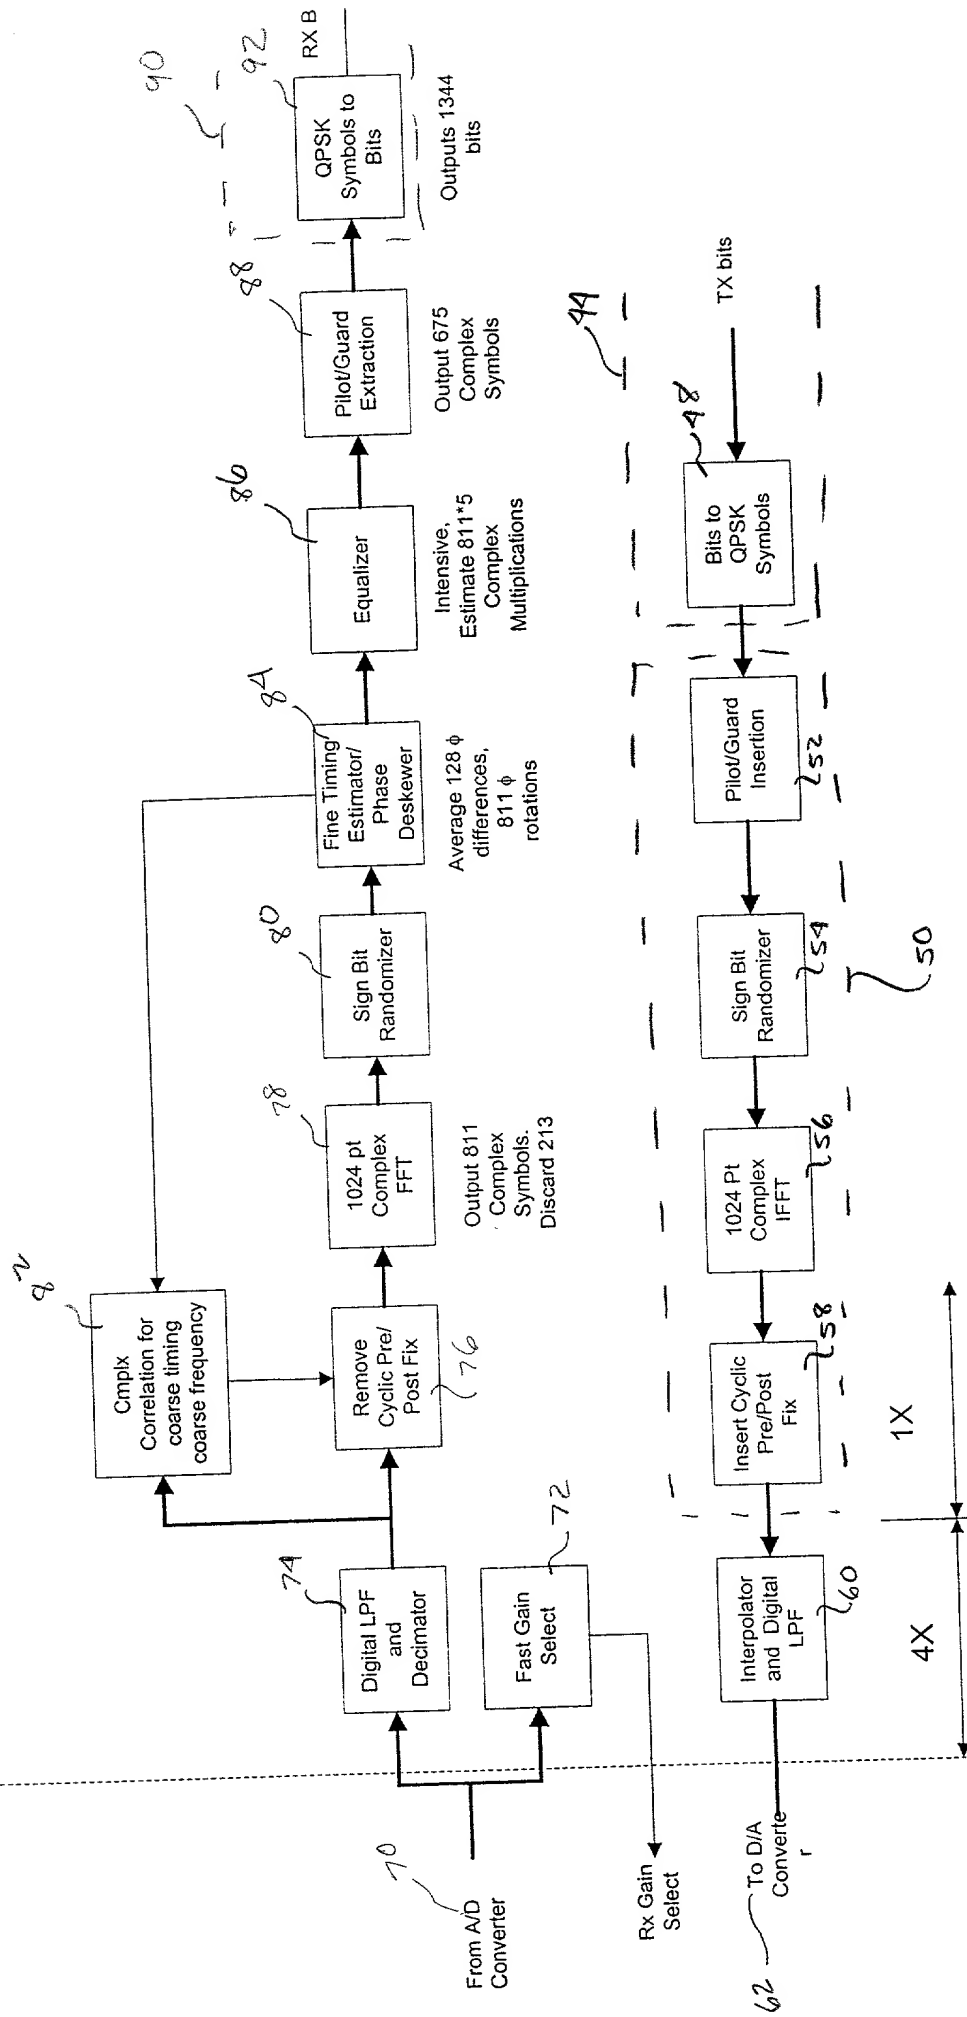 90
92
RX B
QPSK
Symbols to
Bits
Outputs 1344
bits
88
Pilot/Guard
Extraction
Output 675
Complex
Symbols
86
Equalizer
Intensive,
Estimate 811*5
Complex
Multiplications
84
Fine Timing
Estimator/
Phase
Deskewer
Average 128 ϕ
differences,
811 ϕ
rotations
80
Sign Bit
Randomizer
78
1024 pt
Complex
FFT
Output 811
Complex
Symbols.
Discard 213
82
Cmplx
Correlation for
coarse timing
coarse frequency
Remove
Cyclic Pre/
Post Fix
76
74
Digital LPF
and
Decimator
72
Fast Gain
Select
70
From A/D
Converter
Rx Gain
Select
44
TX bits
48
Bits to
QPSK
Symbols
Pilot/Guard
Insertion
52
Sign Bit
Randomizer
54
50
1024 Pt
Complex
IFFT
56
Insert Cyclic
Pre/Post
Fix
58
Interpolator
and Digital
LPF
60
62
To D/A
Converte
r
4X
1X